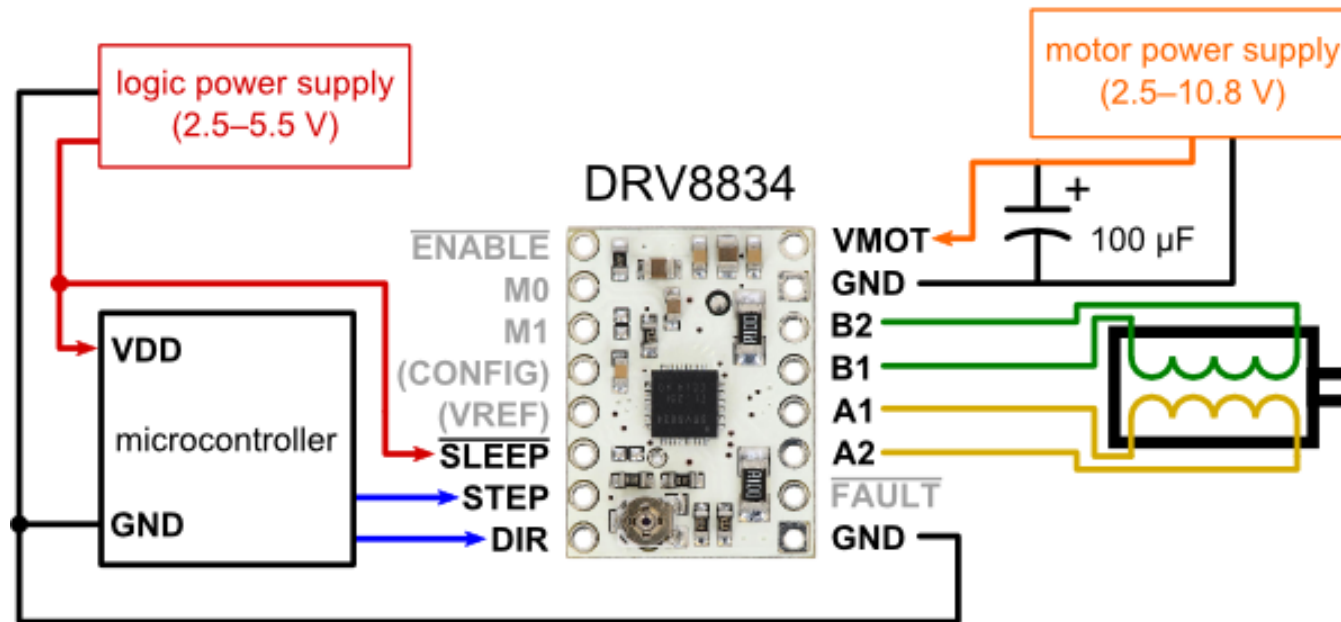 logic power supply
(2.5–5.5 V)
motor power supply
(2.5–10.8 V)
DRV8834
ENABLE
M0
M1
(CONFIG)
(VREF)
SLEEP
STEP
DIR
VMOT
GND
B2
B1
A1
A2
FAULT
GND
+
100 µF
VDD
microcontroller
GND